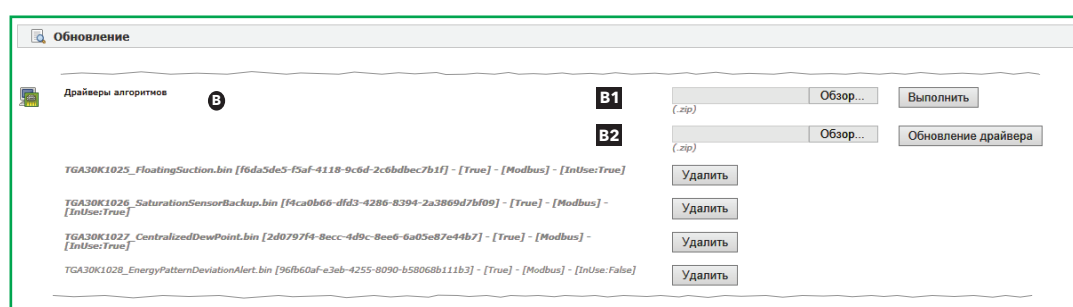 Обновление
Драйверы алгоритмов B B1 Обзор... Выполнить
(.zip)
B2 Обзор... Обновление драйвера
(.zip)
TGA30K1025_FloatingSuction.bin [f6da5de5-f5af-4118-9c6d-2c6bdbec7b1f] - [True] - [Modbus] - [InUse:True] Удалить
TGA30K1026_SaturationSensorBackup.bin [f4ca0b66-dfd3-4286-8394-2a3869d7bf09] - [True] - [Modbus] -
[InUse:True] Удалить
TGA30K1027_CentralizedDewPoint.bin [2d0797f4-8ecc-4d9c-8ee6-6a05e87e44b7] - [True] - [Modbus] -
[InUse:True] Удалить
TGA30K1028_EnergyPatternDeviationAlert.bin [96fb60af-e3eb-4255-8090-b58068b111b3] - [True] - [Modbus] - [InUse:False] Удалить